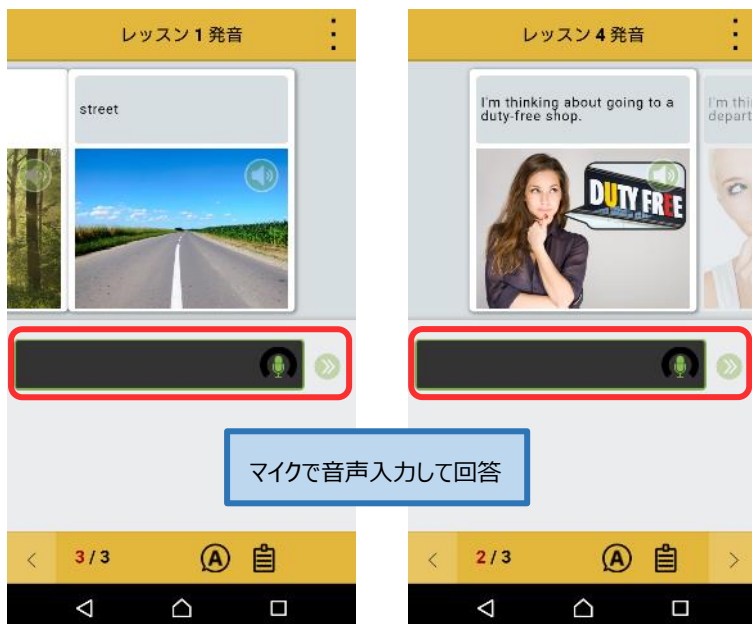 レッスン 1 発音
street
3 / 3
レッスン 4 発音
I'm thinking about going to a
duty-free shop.
DUTY FREE
I'm thi
depart
2 / 3
マイクで音声入力して回答
A
A